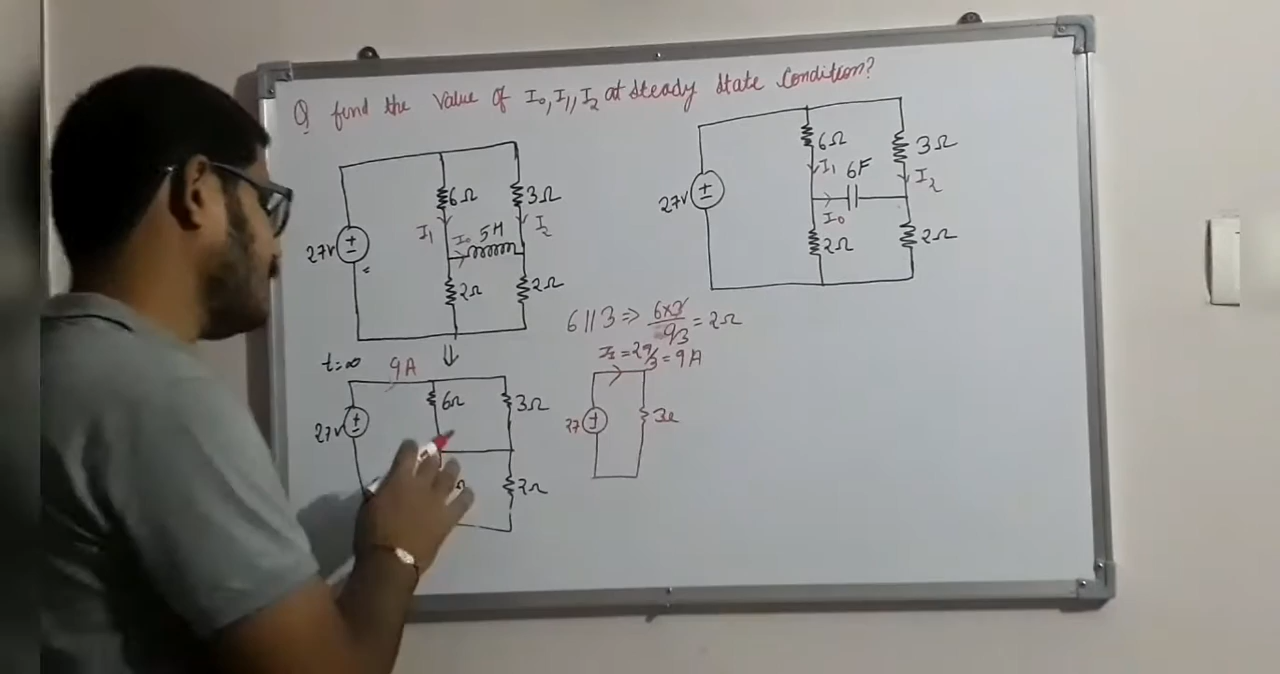 Q find the value of I₀, I₁, I₂ at steady state condition?
27v
6Ω
3Ω
I₁
I₀
5H
I₂
2Ω
2Ω
27v
6Ω
3Ω
I₁
6F
I₂
I₀
2Ω
2Ω
6||3 ⇒ 6×3/9 3 = 2Ω
t=∞
9A
27v
6Ω
3Ω
Ω
2Ω
= 9A
27